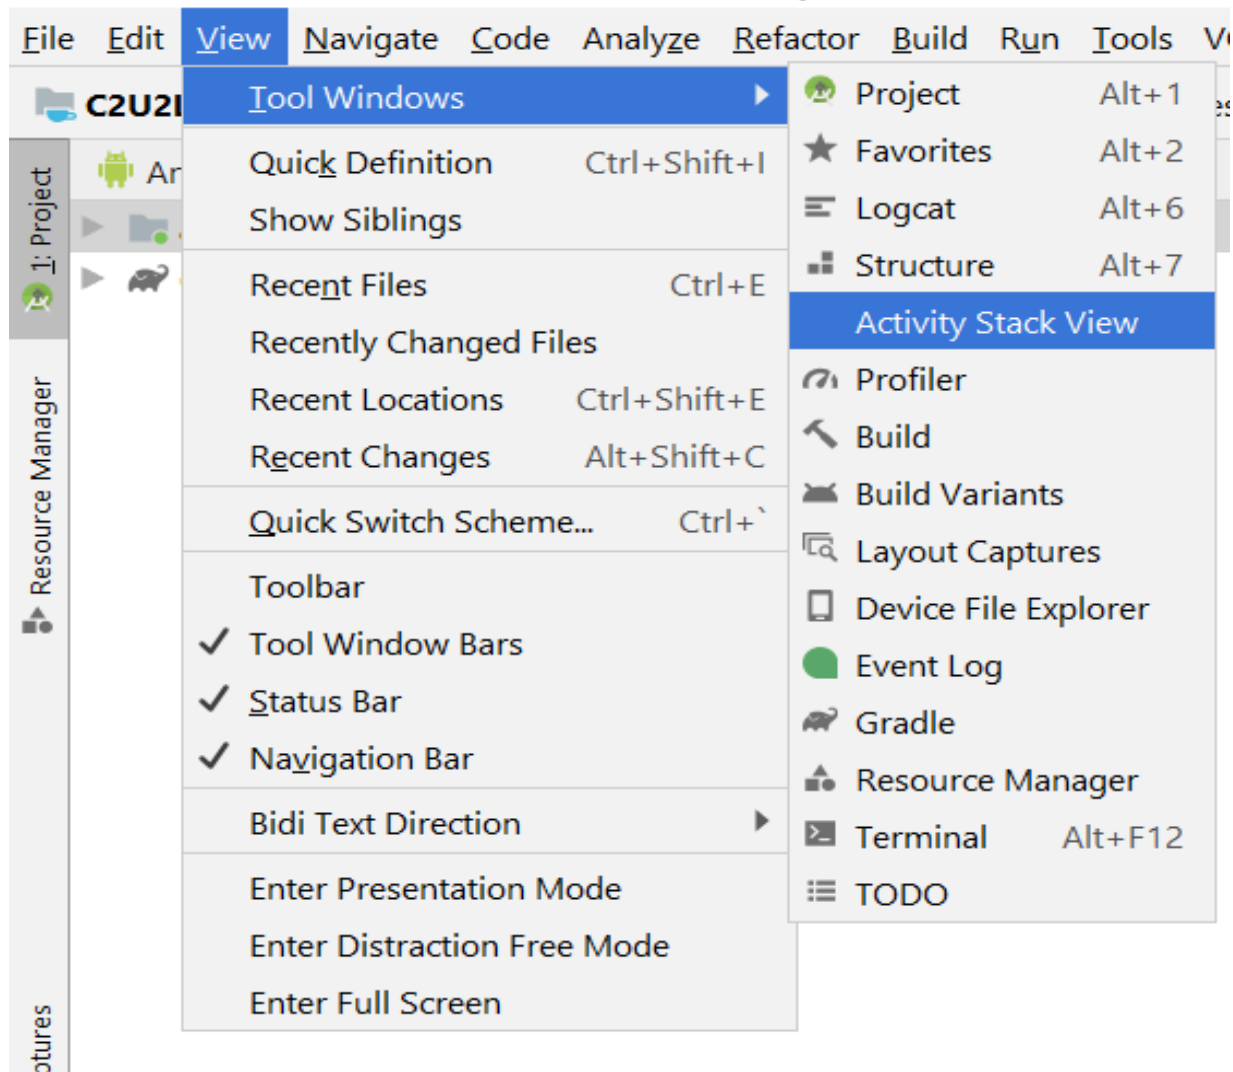 File Edit View Navigate Code Analyze Refactor Build Run Tools
C2U2
1: Project
Resource Manager
Tool Windows
Quick Definition Ctrl+Shift+I
Show Siblings
Recent Files Ctrl+E
Recently Changed Files
Recent Locations Ctrl+Shift+E
Recent Changes Alt+Shift+C
Quick Switch Scheme... Ctrl+`
Toolbar
Tool Window Bars
Status Bar
Navigation Bar
Bidi Text Direction
Enter Presentation Mode
Enter Distraction Free Mode
Enter Full Screen
Project Alt+1
Favorites Alt+2
Logcat Alt+6
Structure Alt+7
Activity Stack View
Profiler
Build
Build Variants
Layout Captures
Device File Explorer
Event Log
Gradle
Resource Manager
Terminal Alt+F12
TODO